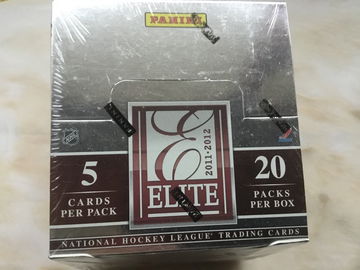 PANINI
E
2011-2012
ELITE
5
CARDS
PER PACK
20
PACKS
PER BOX
NATIONAL HOCKEY LEAGUE TRADING CARDS